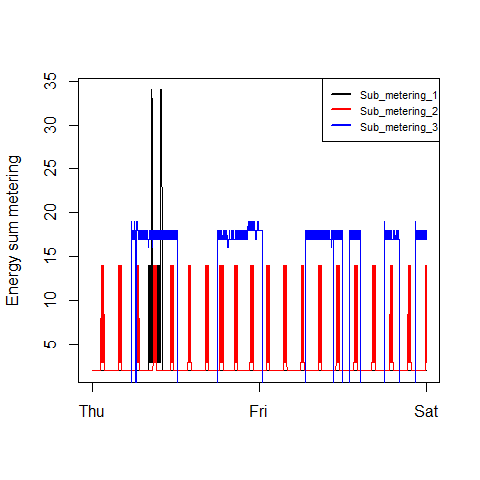 Energy sum metering
35
30
25
20
15
10
5
Sub_metering_1
Sub_metering_2
Sub_metering_3
Thu
Fri
Sat